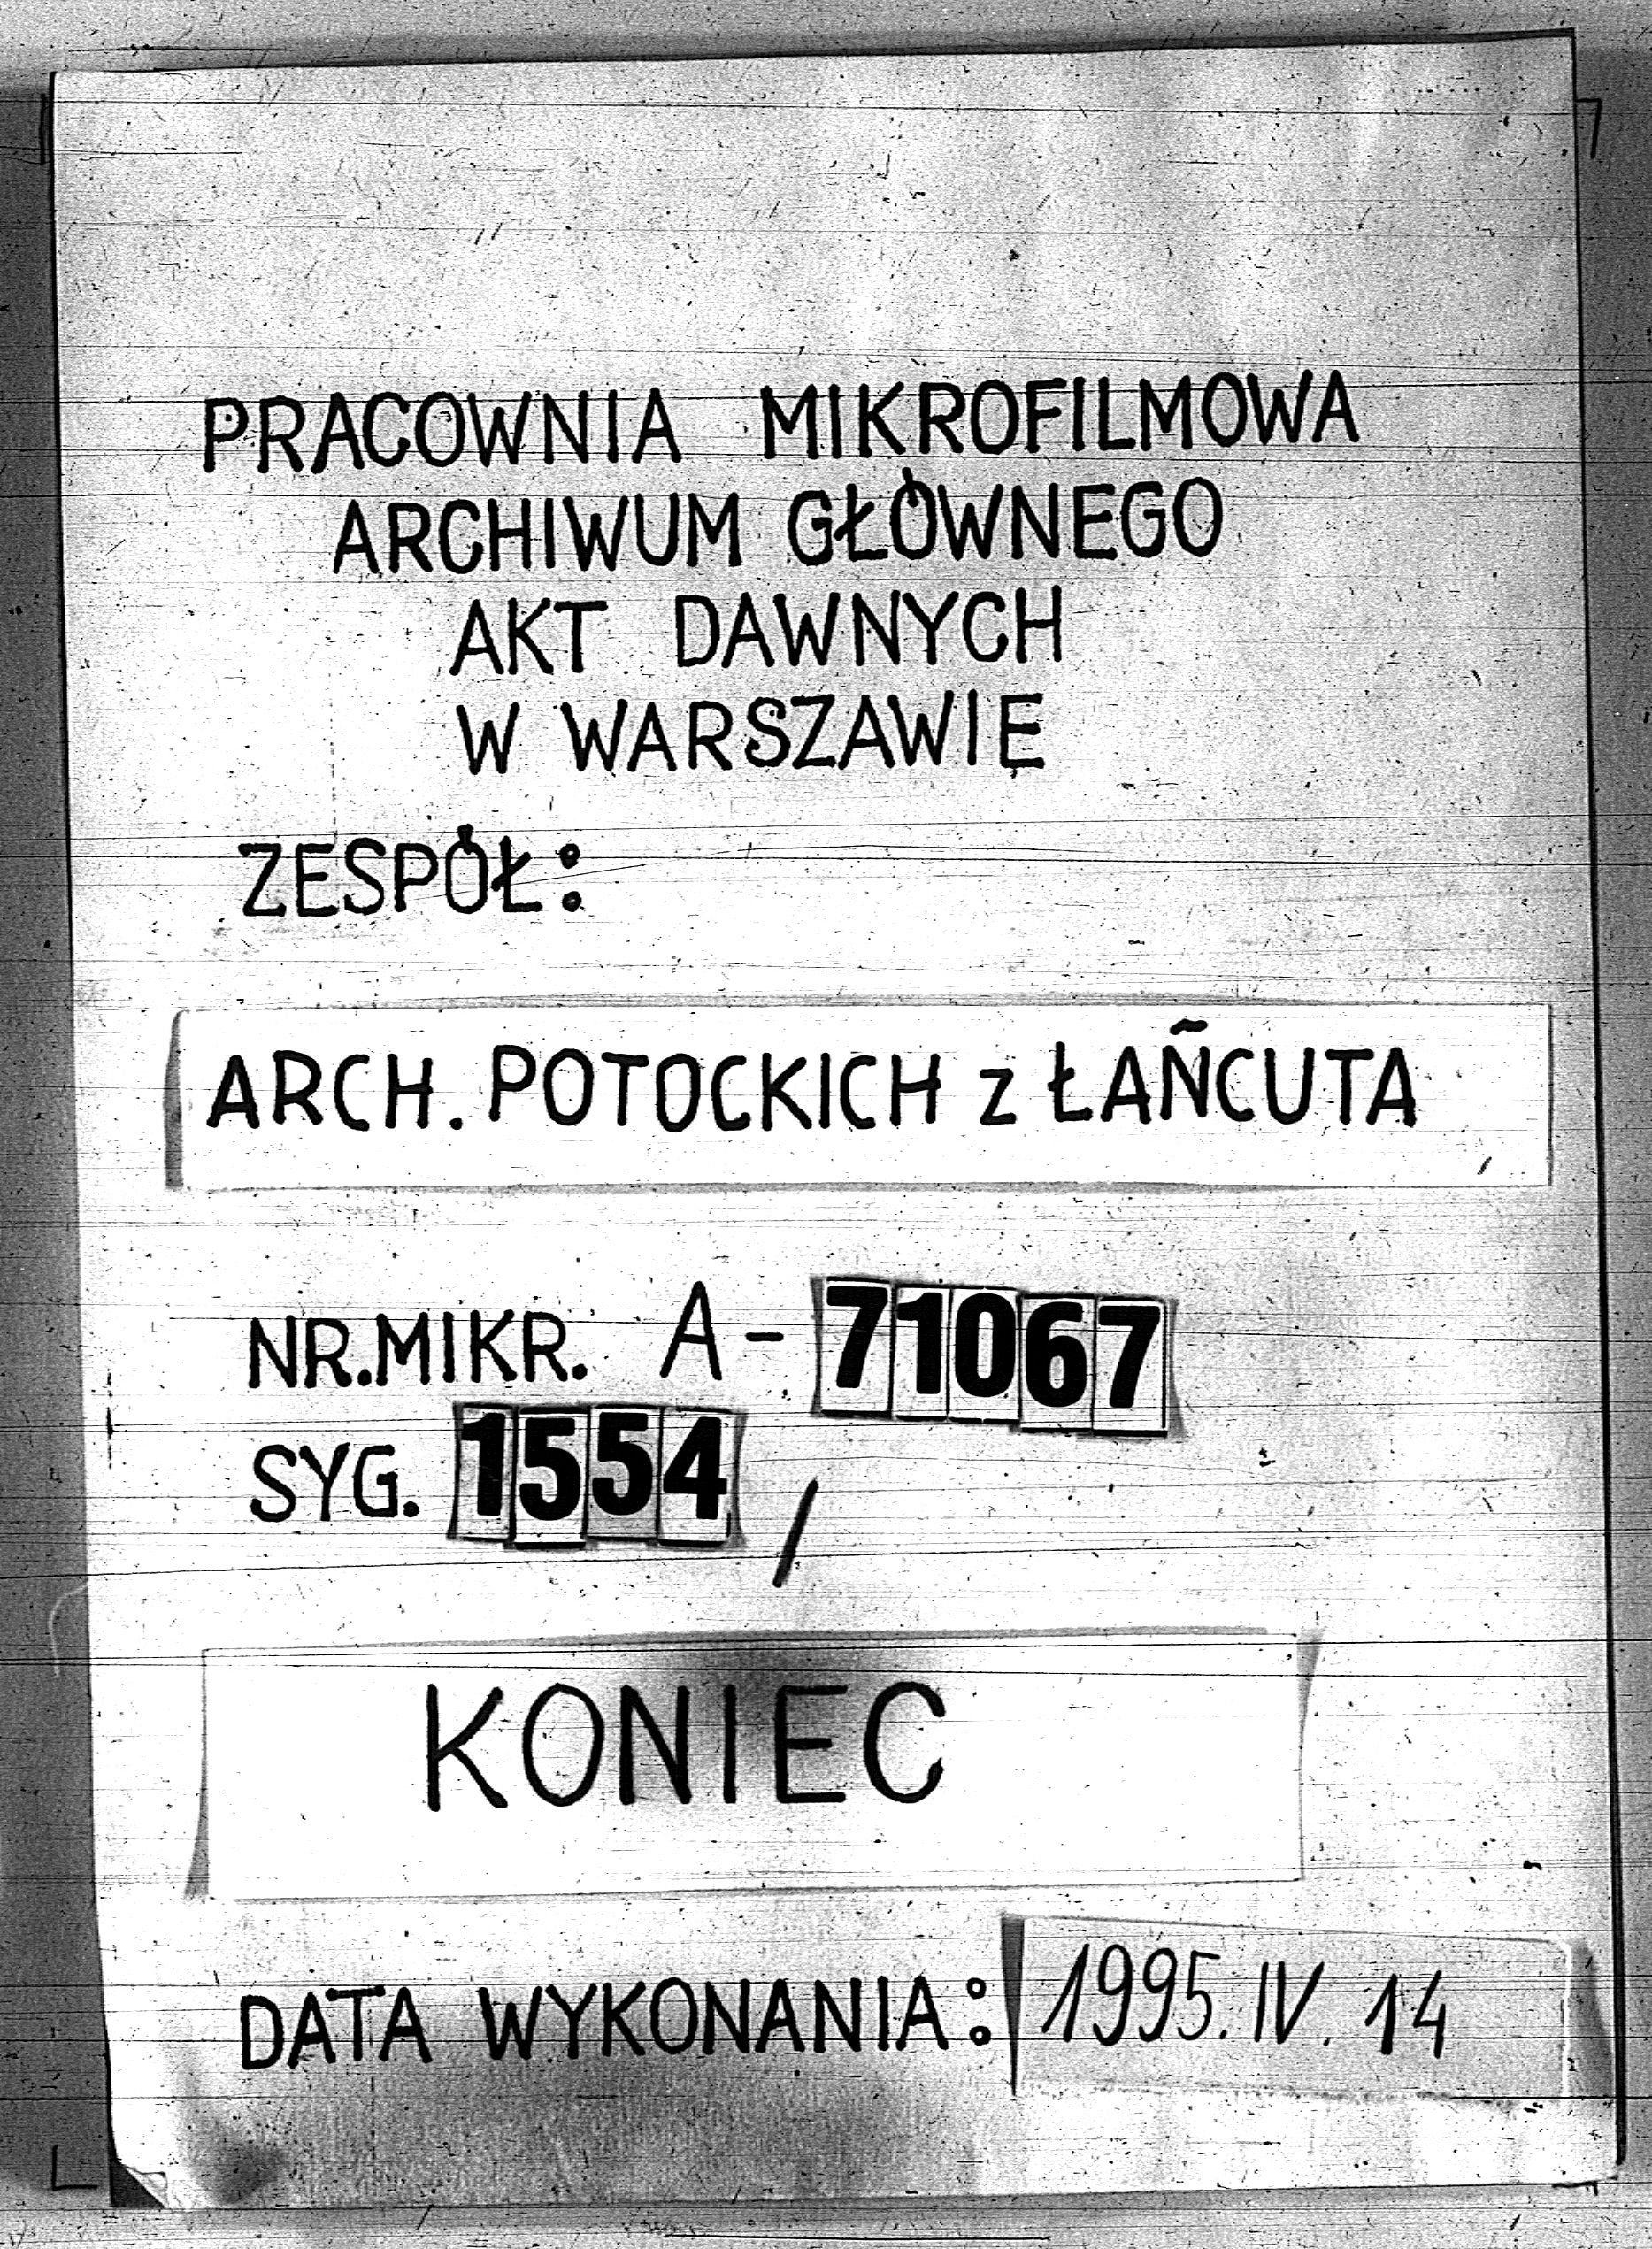 PRACOWNIA MIKROFILMOWA
ARCHIWUM GŁÓWNEGO
AKT DAWNYCH
W WARSZAWIE
ZESPÓŁ:
ARCH. POTOCKICH z ŁAŃCUTA
NR.MIKR. A-71067
SYG. 1554/
KONIEC
DATA WYKONANIA: 1995.IV.14